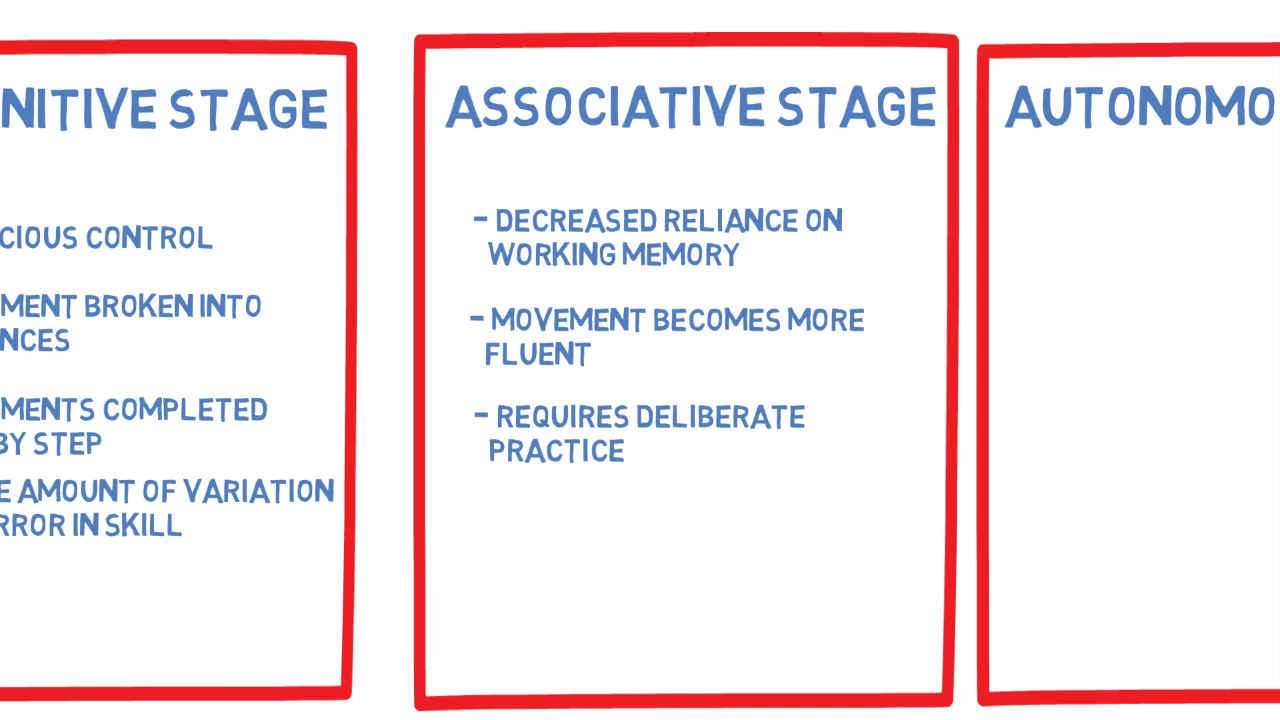 NITIVE STAGE
CIOUS CONTROL
MENT BROKEN INTO
NCES
MENTS COMPLETED
BY STEP
E AMOUNT OF VARIATION
RROR IN SKILL
ASSOCIATIVE STAGE
- DECREASED RELIANCE ON
WORKING MEMORY
- MOVEMENT BECOMES MORE
FLUENT
- REQUIRES DELIBERATE
PRACTICE
AUTONOMO